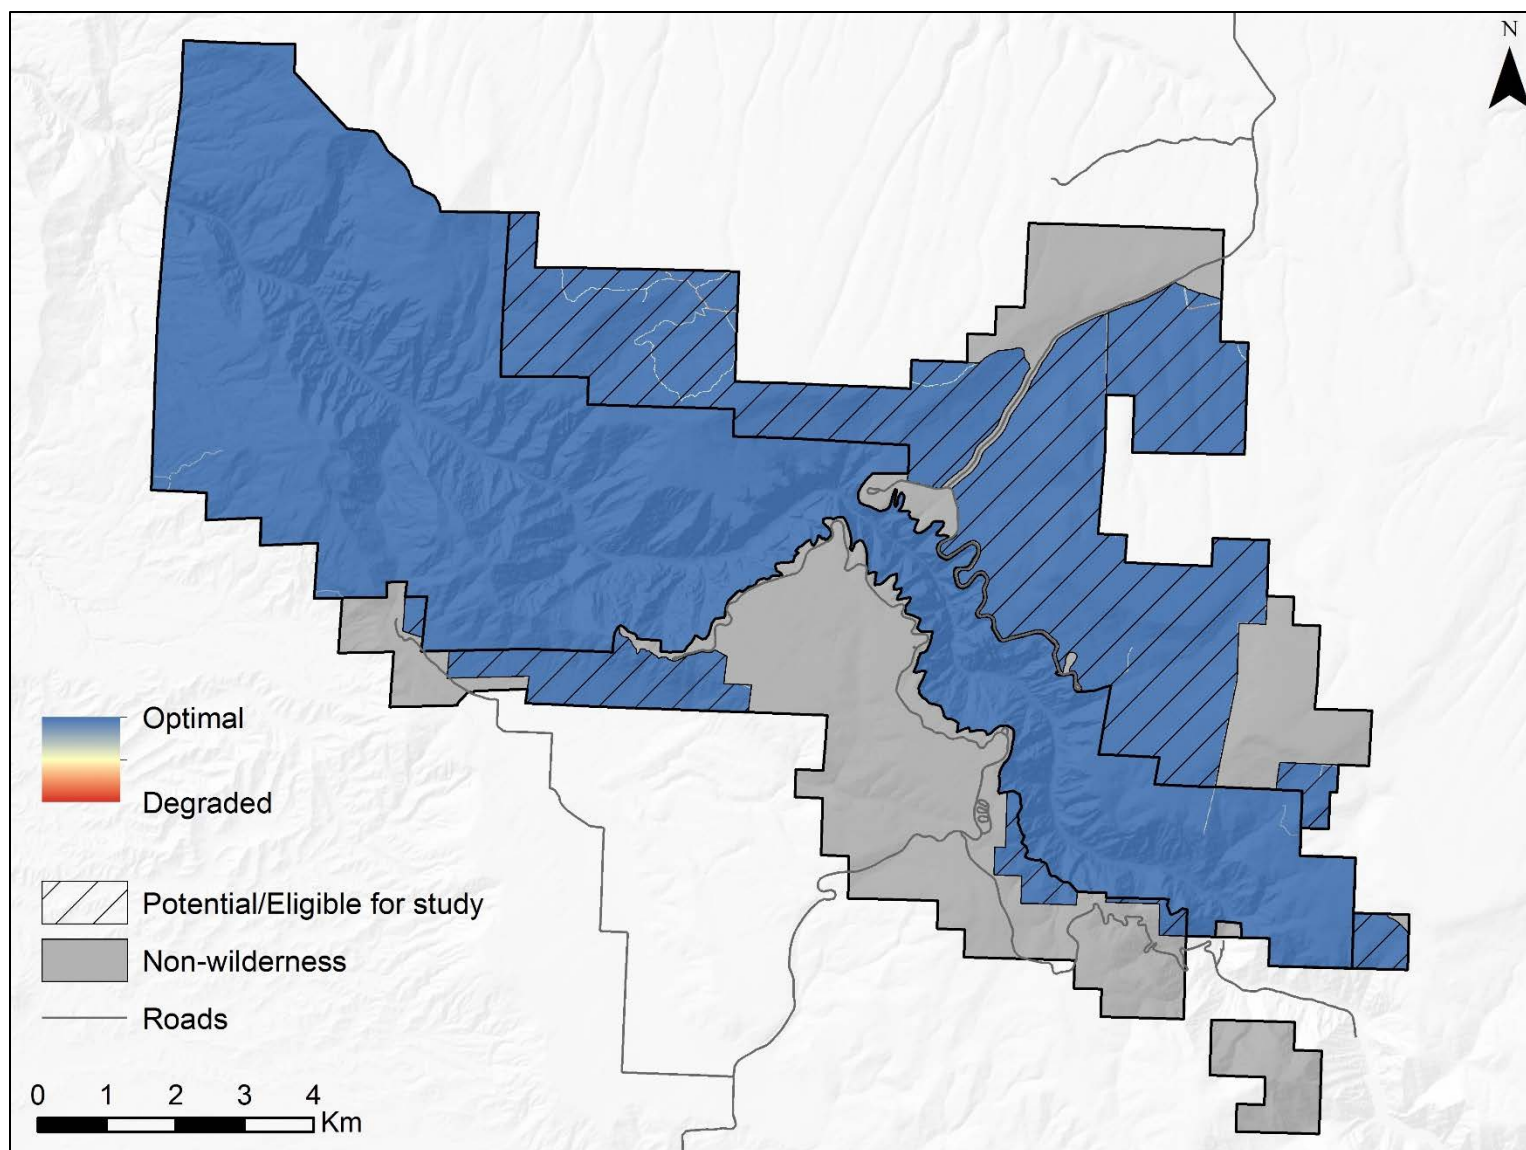 N
Optimal
Degraded
Potential/Eligible for study
Non-wilderness
Roads
0 1 2 3 4
Km